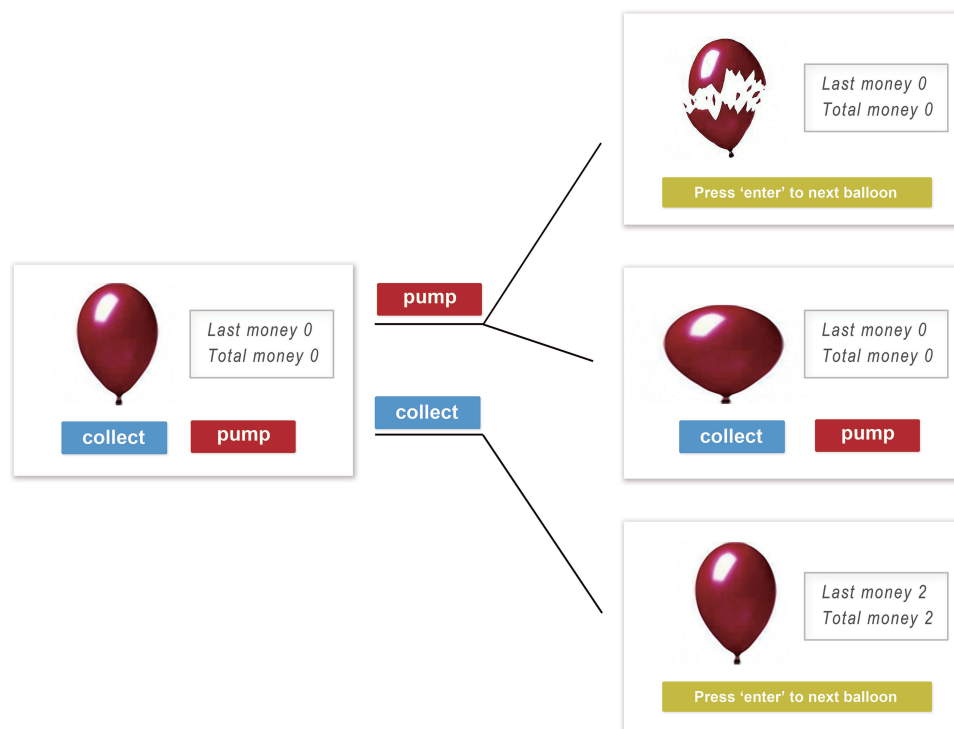 Last money 0
Total money 0
collect
pump
pump
collect
Last money 0
Total money 0
Press ‘enter’ to next balloon
Last money 0
Total money 0
collect
pump
Last money 2
Total money 2
Press ‘enter’ to next balloon